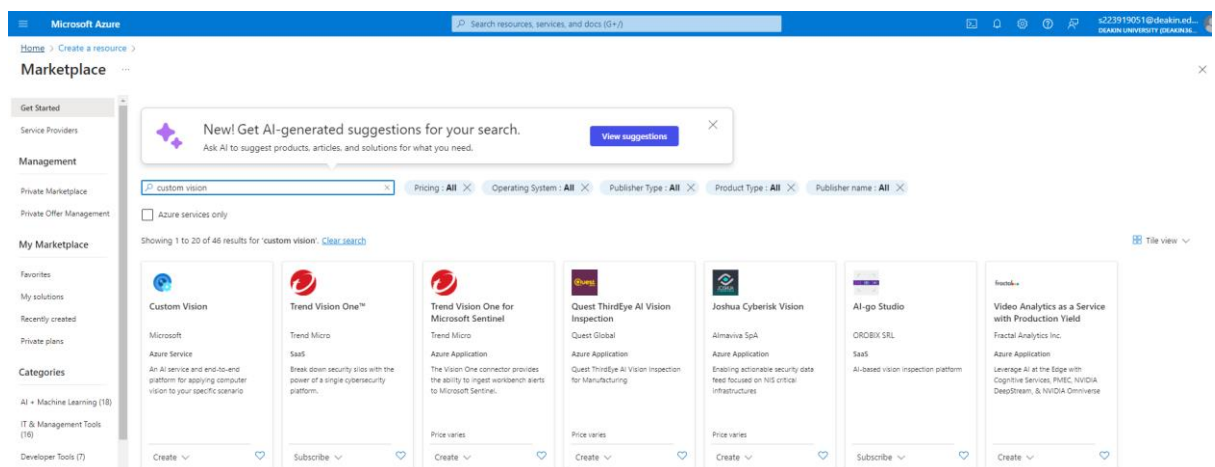 Microsoft Azure
Search resources, services, and docs (G+/)
s223919051@deakin.ed...
DEAKIN UNIVERSITY (DEAKIN36...
Home > Create a resource >
Marketplace ...
Get Started
Service Providers
Management
Private Marketplace
Private Offer Management
My Marketplace
Favorites
My solutions
Recently created
Private plans
Categories
AI + Machine Learning (18)
IT & Management Tools
(16)
Developer Tools (7)
New! Get AI-generated suggestions for your search.
Ask AI to suggest products, articles, and solutions for what you need.
View suggestions
custom vision
Pricing : All
Operating System : All
Publisher Type : All
Product Type : All
Publisher name : All
Azure services only
Showing 1 to 20 of 46 results for 'custom vision'. Clear search
Tile view
Custom Vision
Microsoft
Azure Service
An AI service and end-to-end
platform for applying computer
vision to your specific scenario
Create
Trend Vision One™
Trend Micro
SaaS
Break down security silos with the
power of a single cybersecurity
platform.
Subscribe
Trend Vision One for
Microsoft Sentinel
Trend Micro
Azure Application
The Vision One connector provides
the ability to ingest workbench alerts
to Microsoft Sentinel.
Price varies
Create
Quest
Quest ThirdEye AI Vision
Inspection
Quest Global
Azure Application
Quest ThirdEye AI Vision Inspection
for Manufacturing
Price varies
Create
Joshua Cyberisk Vision
Almaviva SpA
Azure Application
Enabling actionable security data
feed focused on NIS critical
infrastructures
Price varies
Create
AI-go Studio
OROBIX SRL
SaaS
AI-based vision inspection platform
Subscribe
fractal
Video Analytics as a Service
with Production Yield
Fractal Analytics Inc.
Azure Application
Leverage AI at the Edge with
Cognitive Services, PMEC, NVIDIA
DeepStream, & NVIDIA Omniverse
Create